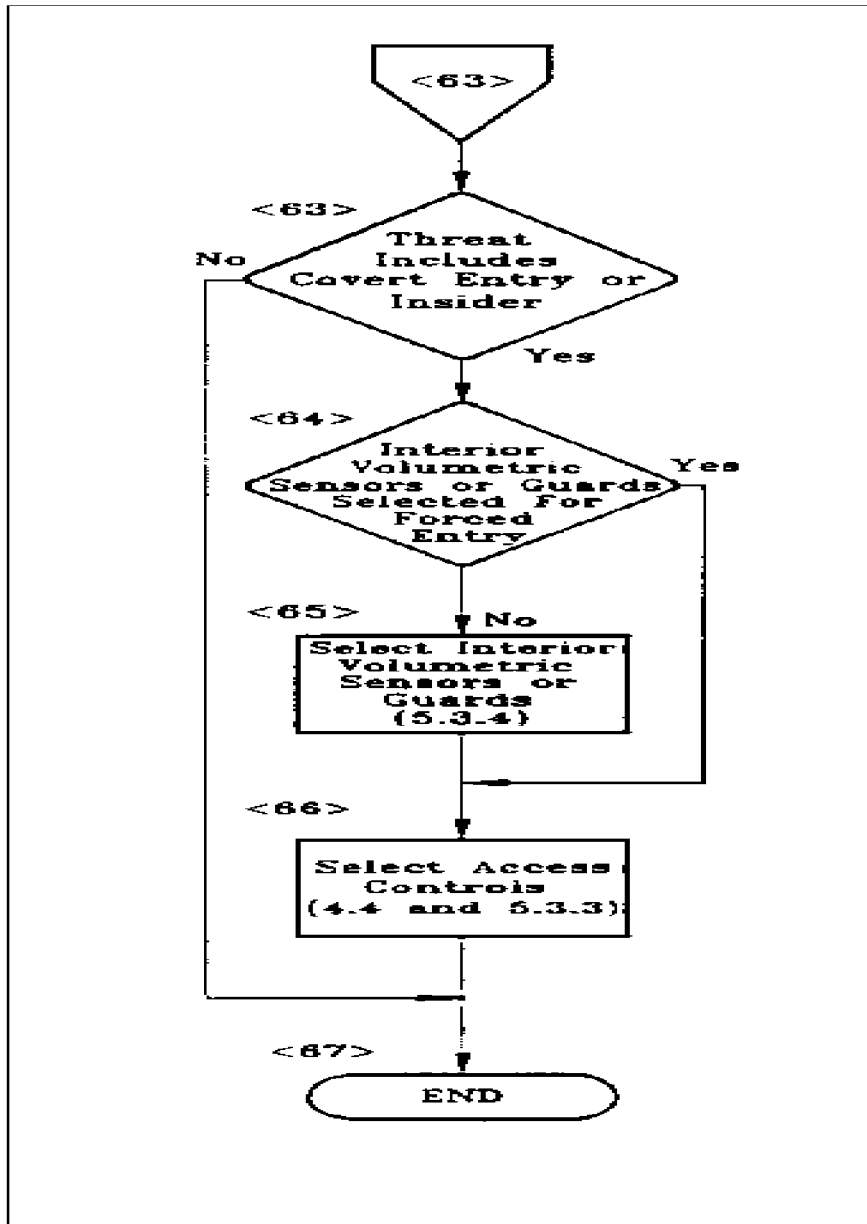 <63>
<63>
Threat
Includes
Covert Entry or
Insider
No
Yes
<64>
Interior
Volumetric
Sensors or Guards
Selected For
Forced
Entry
Yes
<65>
No
Select Interior
Volumetric
Sensors or
Guards
(5.3.4)
<66>
Select Access
Controls
(4.4 and 5.3.3)
<67>
END